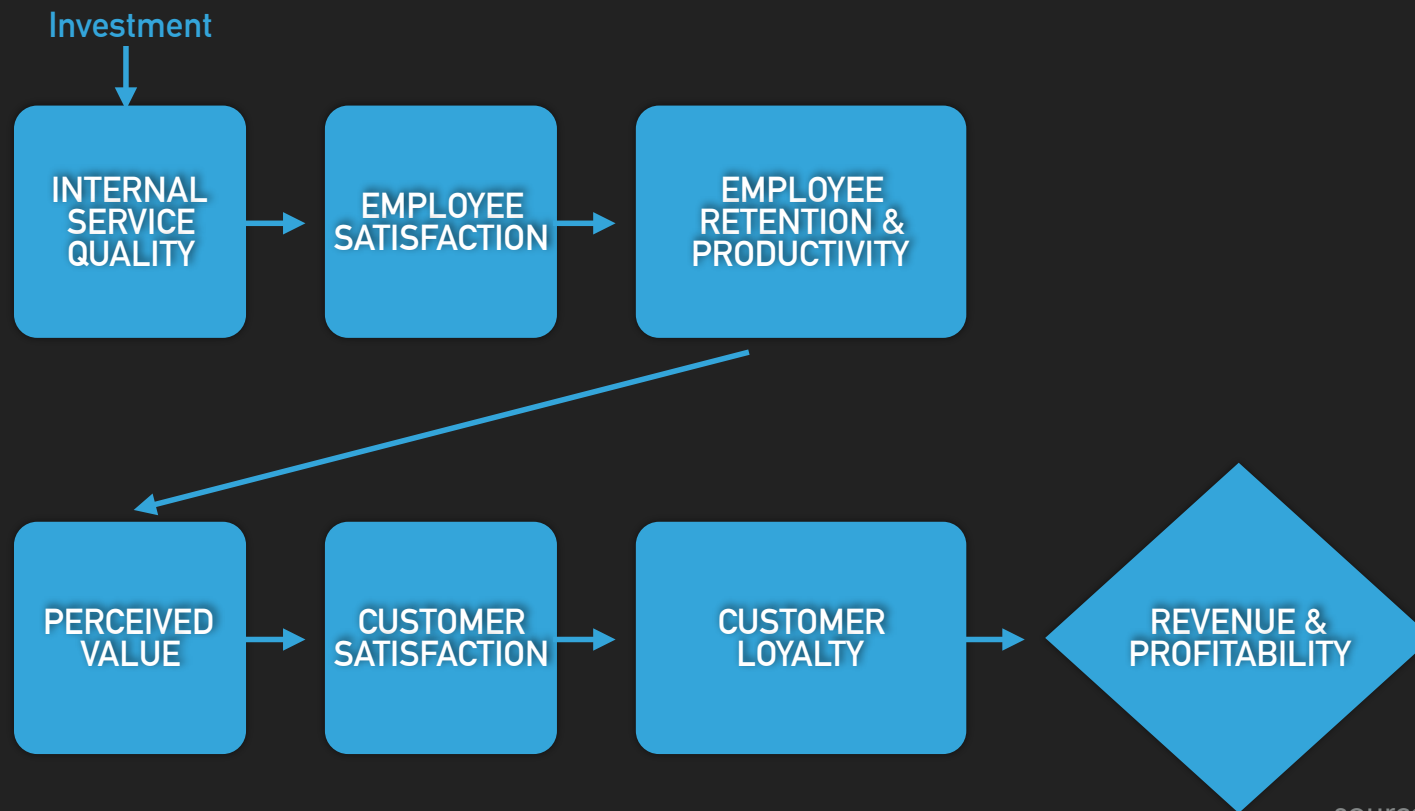 Investment
INTERNAL
SERVICE
QUALITY
EMPLOYEE
SATISFACTION
EMPLOYEE
RETENTION &
PRODUCTIVITY
PERCEIVED
VALUE
CUSTOMER
SATISFACTION
CUSTOMER
LOYALTY
REVENUE &
PROFITABILITY